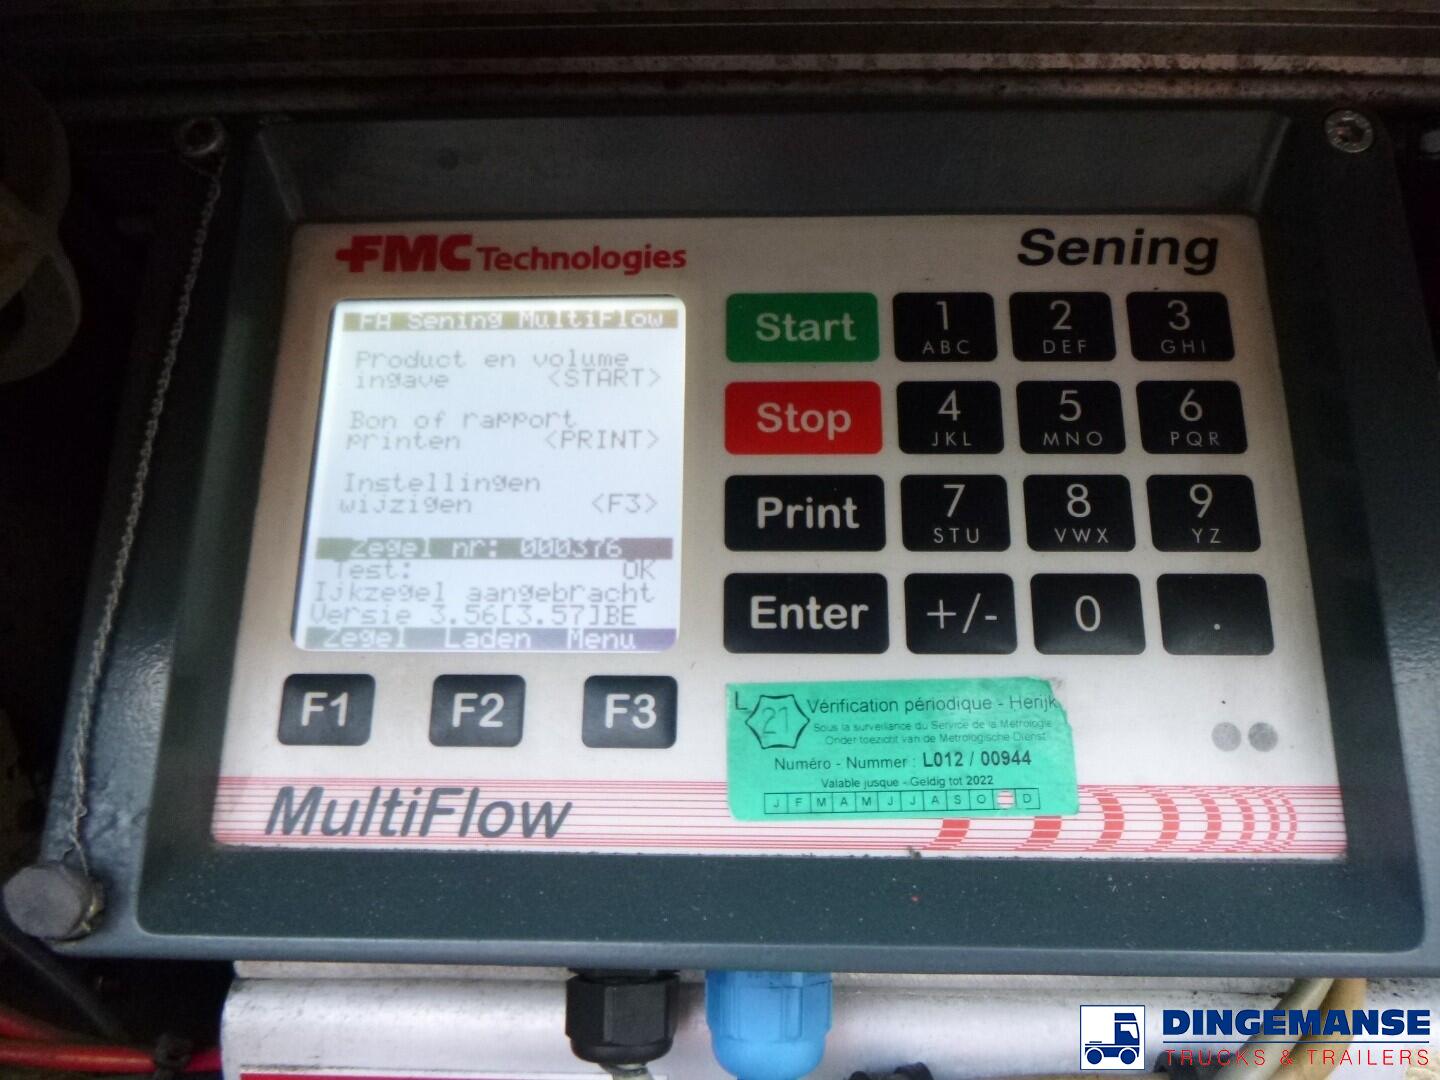 FMC Technologies
Sening
FA Sening MultiFlow
Product en volume
ingave <START>
Bon of rapport
printen <PRINT>
Instellingen
wijzigen <F3>
Zegel nr: 000376
Test: OK
Ijkzegel aangebracht
Versie 3.56[3.57]BE
Zegel Laden Menu
F1 F2 F3
Start 1 2 3
ABC DEF GHI
Stop 4 5 6
JKL MNO PQR
Print 7 8 9
STU VWX YZ
Enter +/- 0 .
L 21 Vérification périodique - Herijk
Sous la surveillance du Service de la Métrologie
Onder toezicht van de Metrologische Dienst
Numéro - Nummer : L012 / 00944
Valable jusque - Geldig tot 2022
J F M A M J J A S O D
MultiFlow
DINGEMANSE
TRUCKS & TRAILERS